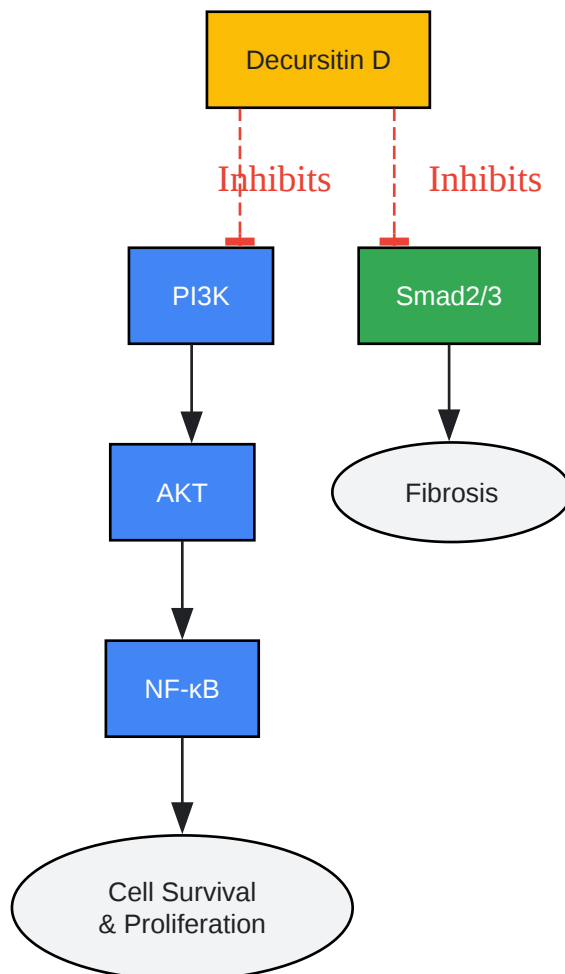 Decursitin D
Inhibits
Inhibits
PI3K
Smad2/3
AKT
Fibrosis
NF-κB
Cell Survival
& Proliferation